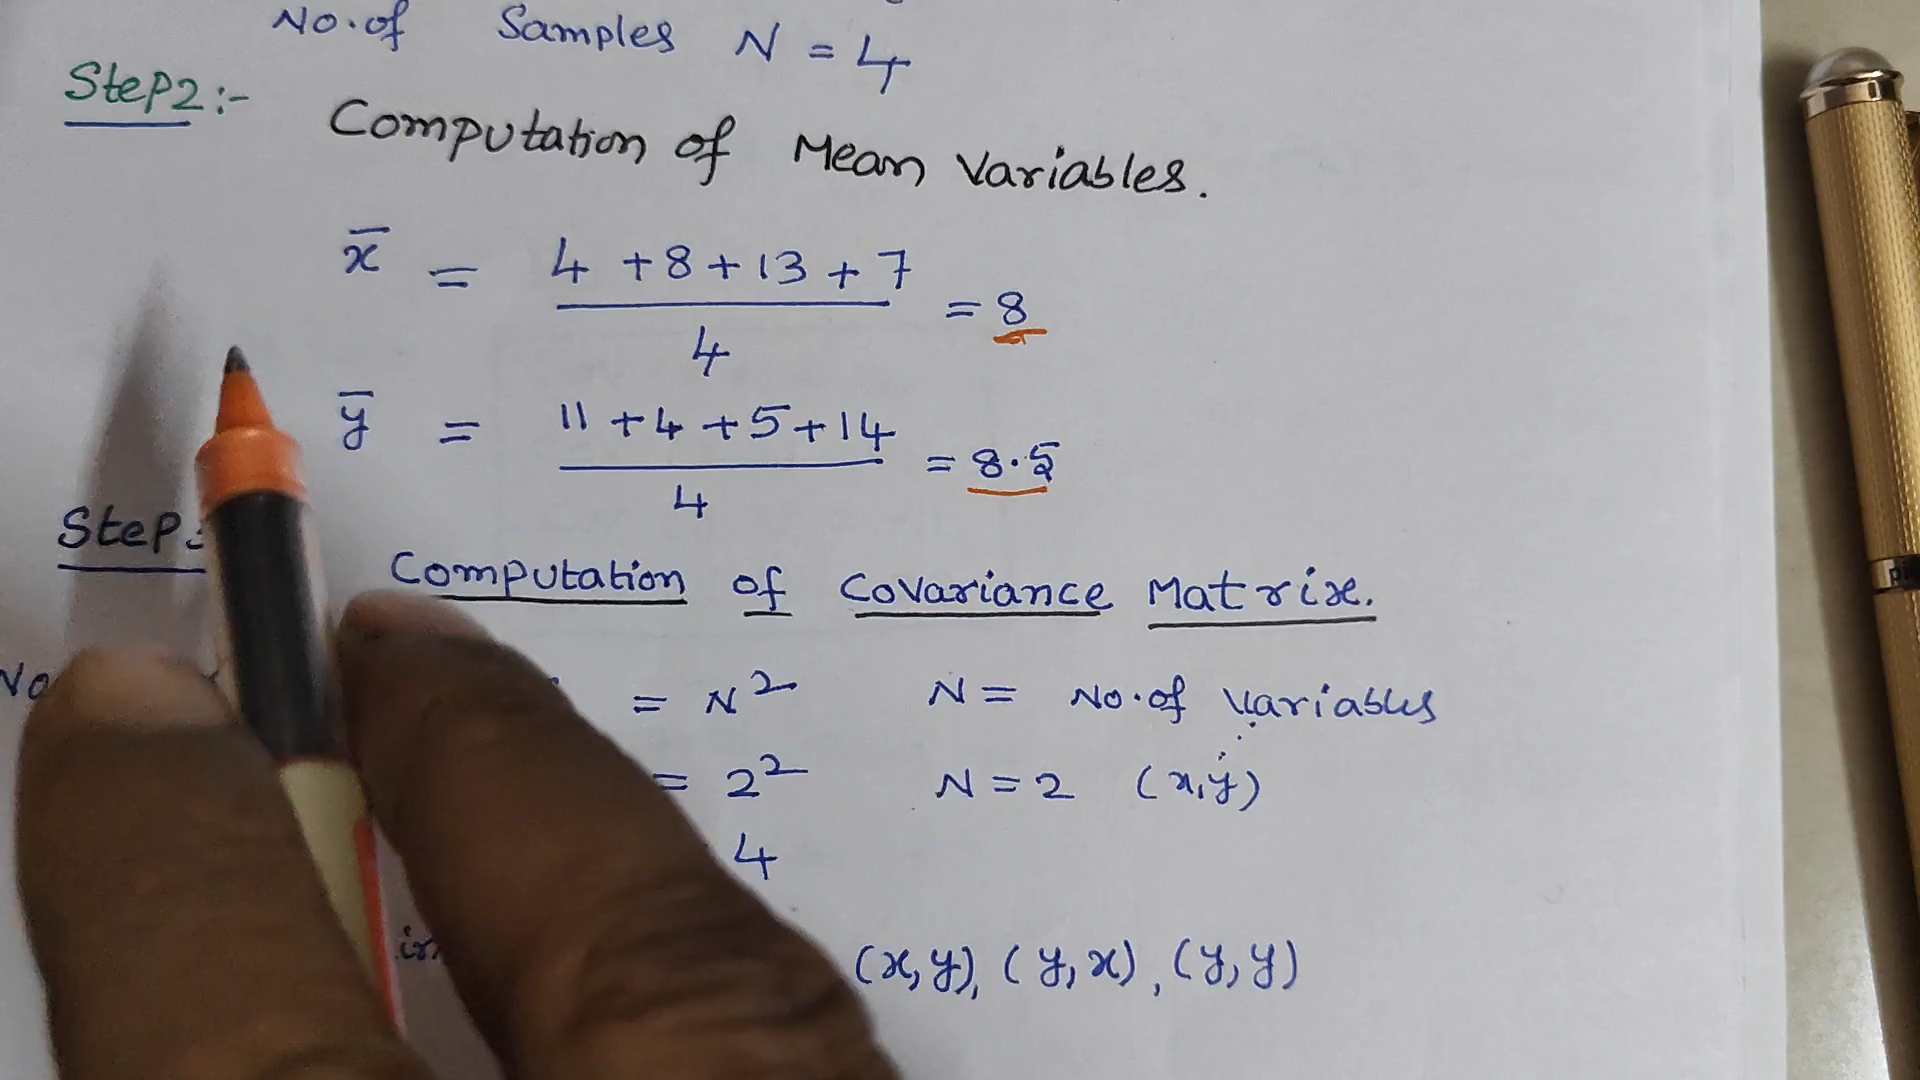 No. of Samples N = 4
Step2:-
Computation of Mean Variables.
x̄ = 4 + 8 + 13 + 7 / 4 = 8
ȳ = 11 + 4 + 5 + 14 / 4 = 8.5
Step
Computation of Covariance Matrix.
No = N² N = No. of Variables
= 2² N = 2 (x,y)
4
(x,y), (y,x), (y,y)